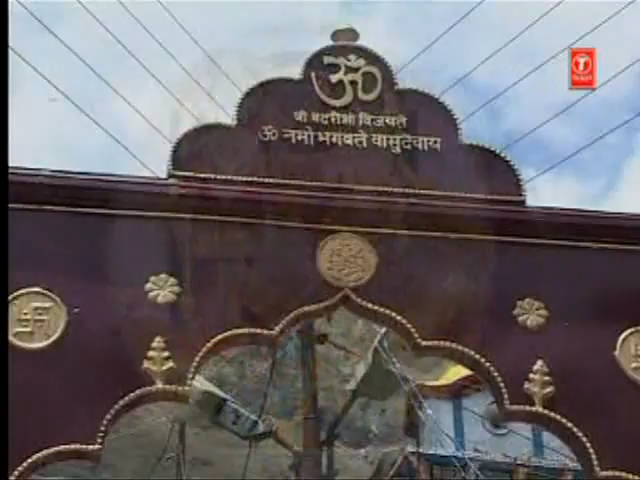 ॐ
श्री बदरीशो विजयते
ॐ नमो भगवते वासुदेवाय
T